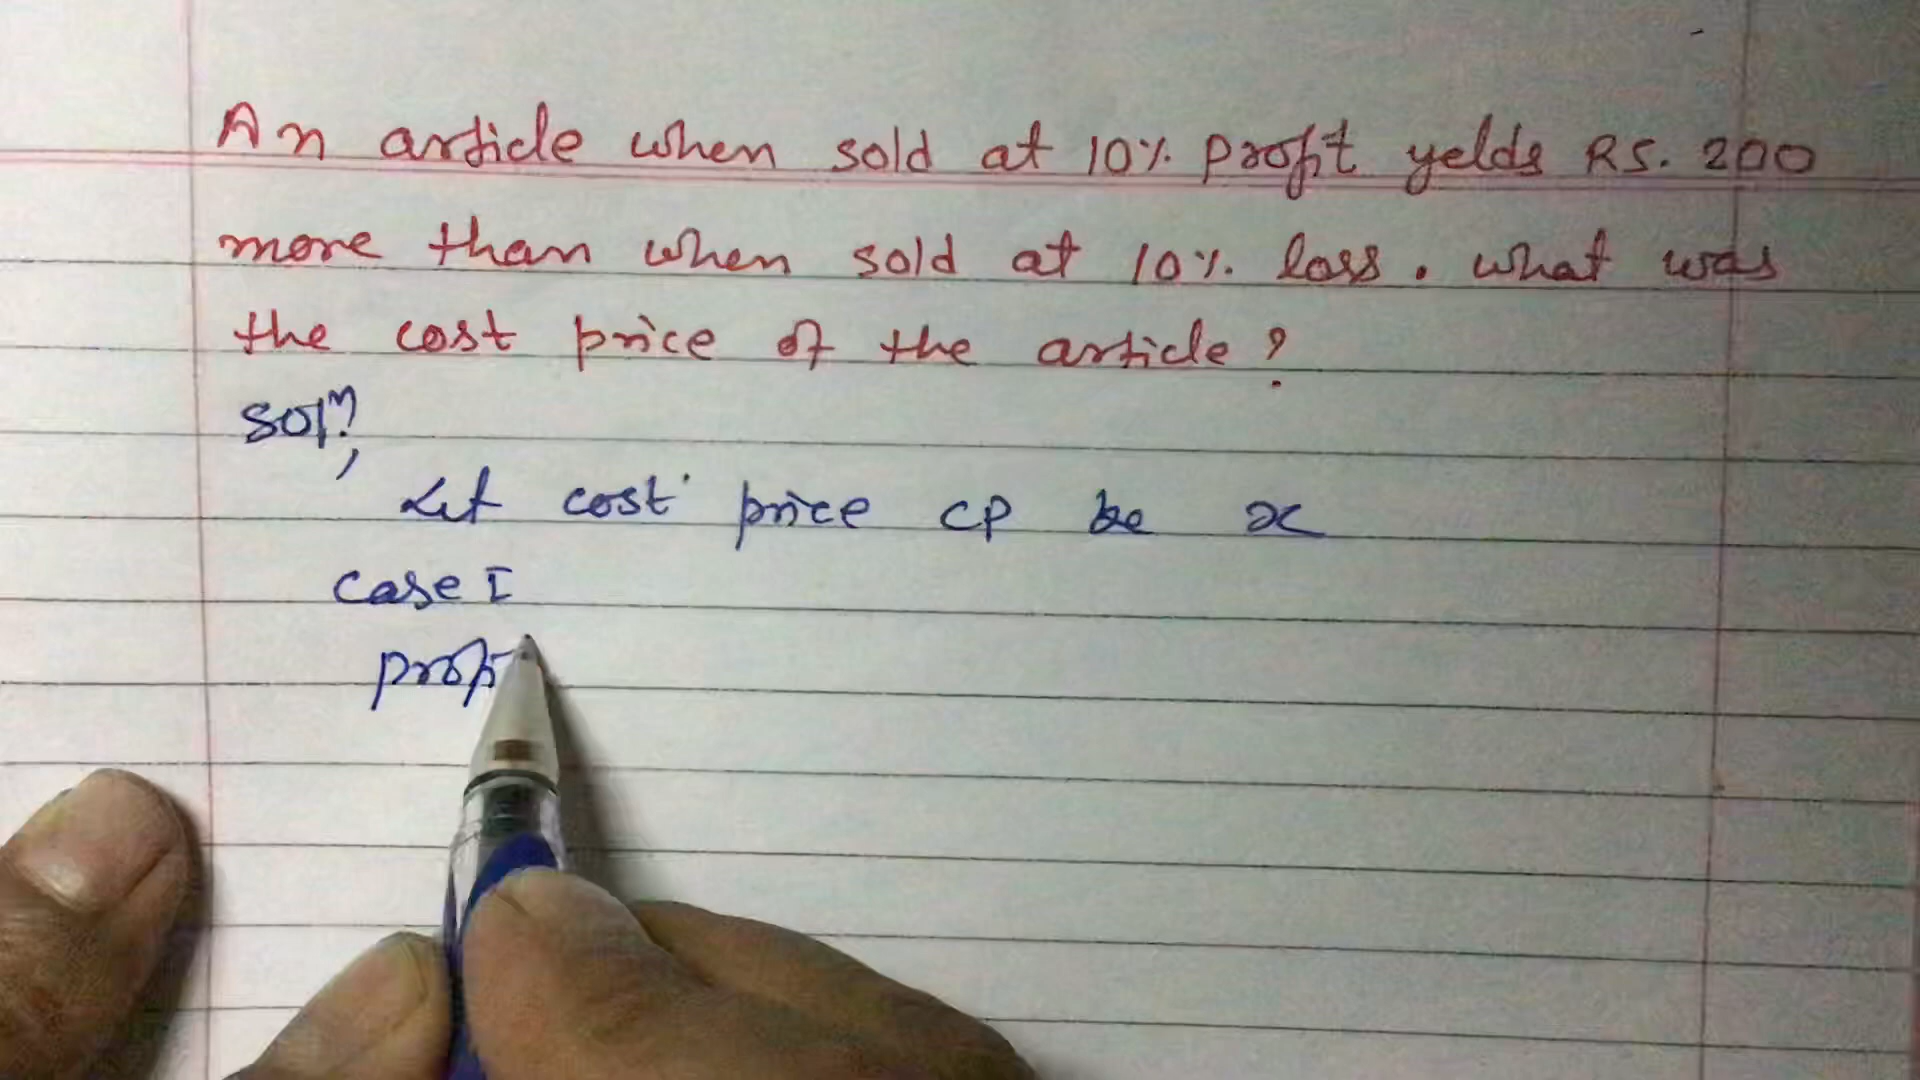 An article when sold at 10% profit yelds RS. 200
more than when sold at 10% loss. what was
the cost price of the article?
Solⁿ,
Let cost price CP be x
Case I
prof